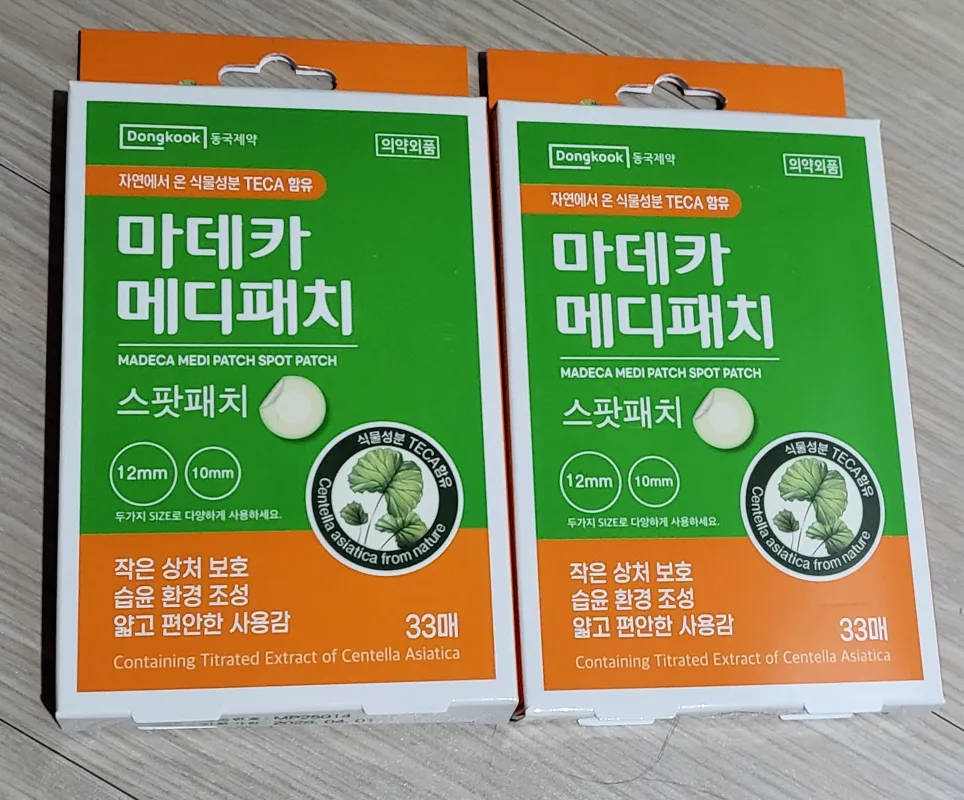 Dongkook 동국제약
의약외품
자연에서 온 식물성분 TECA 함유
마데카
메디패치
MADECA MEDI PATCH SPOT PATCH
스팟패치
12mm 10mm
두가지 SIZE로 다양하게 사용하세요.
식물성분 TECA함유
Centella asiatica from nature
작은 상처 보호
습윤 환경 조성
얇고 편안한 사용감
33매
Containing Titrated Extract of Centella Asiatica
MP25014
Dongkook 동국제약
의약외품
자연에서 온 식물성분 TECA 함유
마데카
메디패치
MADECA MEDI PATCH SPOT PATCH
스팟패치
12mm 10mm
두가지 SIZE로 다양하게 사용하세요.
식물성분 TECA함유
Centella asiatica from nature
작은 상처 보호
습윤 환경 조성
얇고 편안한 사용감
33매
Containing Titrated Extract of Centella Asiatica